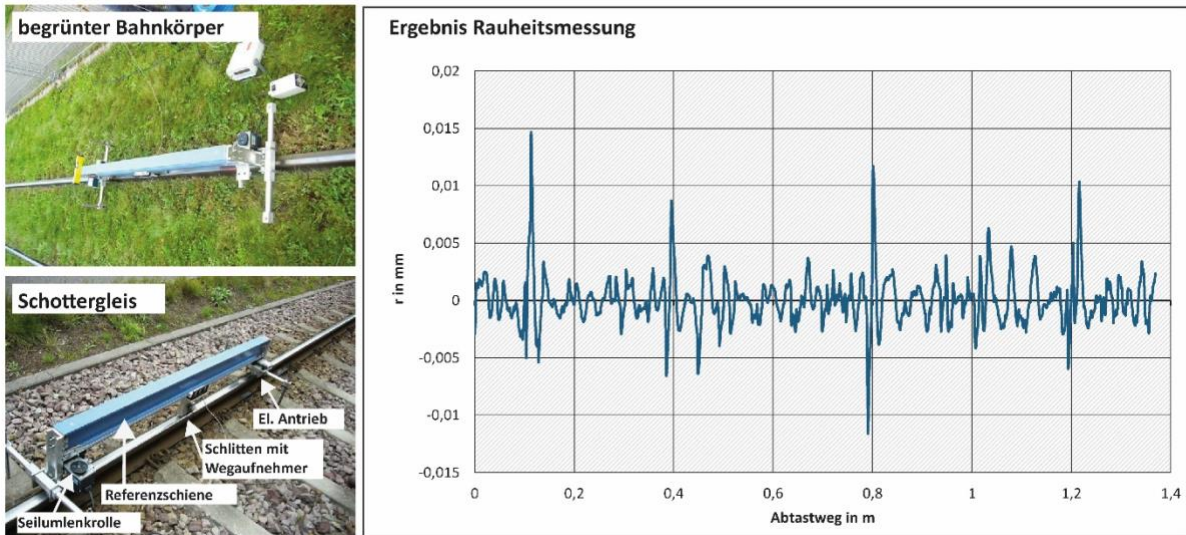 begrünter Bahnkörper
Schottergleis
El. Antrieb
Schlitten mit
Wegaufnehmer
Referenzschiene
Seilumlenkrolle
Ergebnis Rauheitsmessung
r in mm
0,02
0,015
0,01
0,005
0
-0,005
-0,01
-0,015
0 0,2 0,4 0,6 0,8 1 1,2 1,4
Abtastweg in m